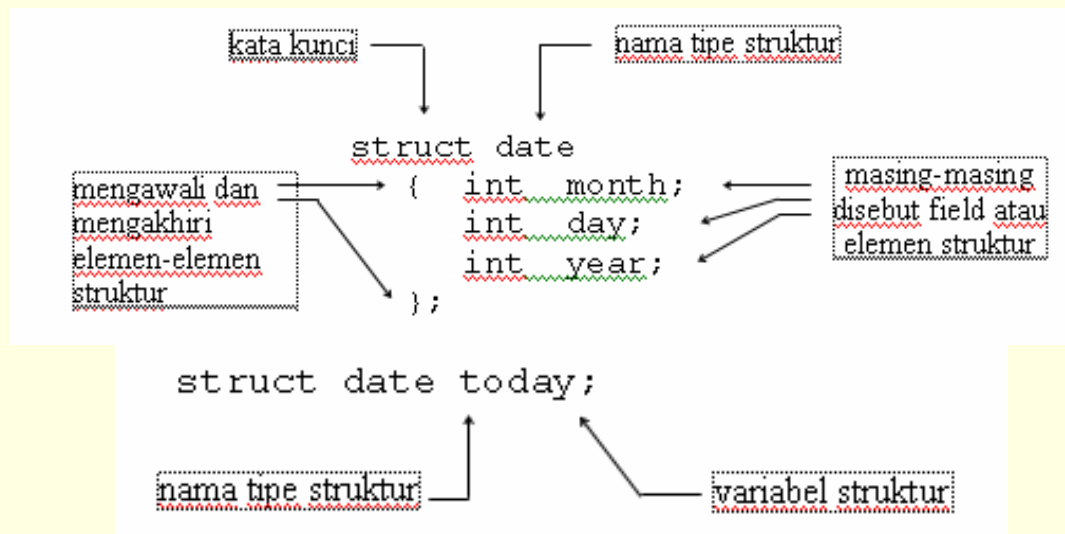 kata kunci
nama tipe struktur
struct date
mengawali dan
mengakhiri
elemen-elemen
struktur
{ int month;
int day;
int year;
};
masing-masing
disebut field atau
elemen struktur
struct date today;
nama tipe struktur
variabel struktur